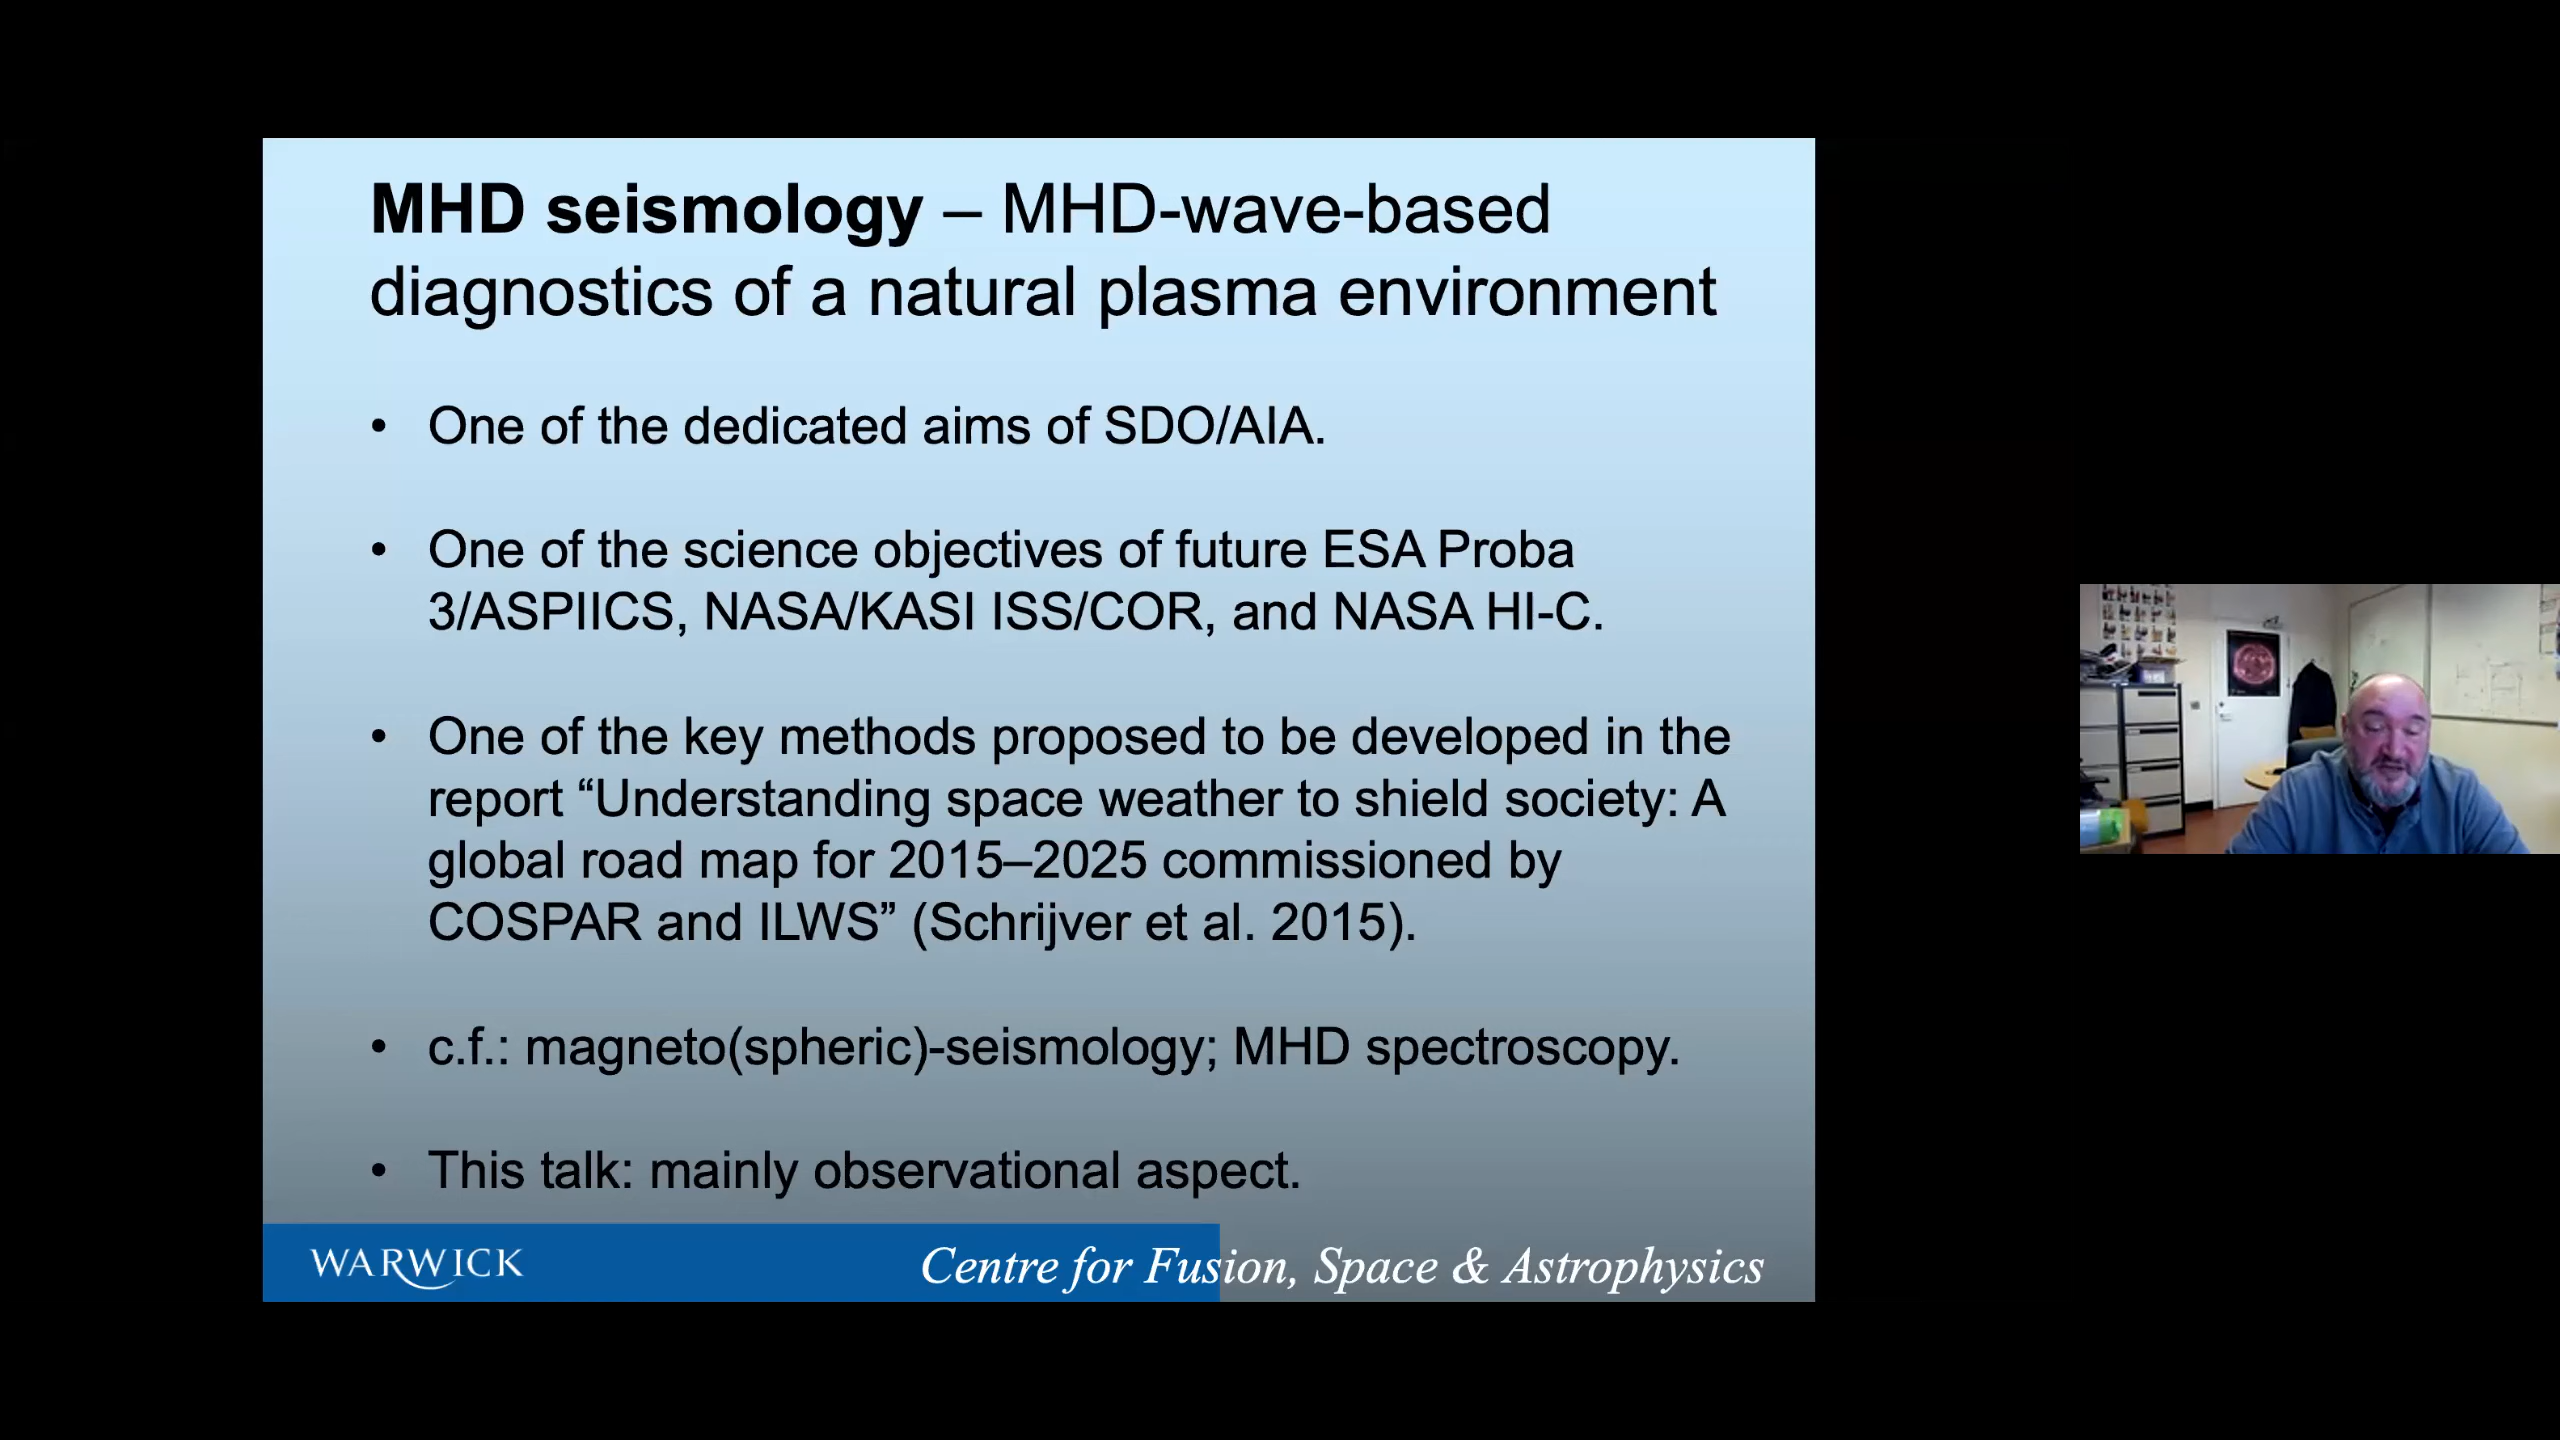 MHD seismology – MHD-wave-based
diagnostics of a natural plasma environment
• One of the dedicated aims of SDO/AIA.
• One of the science objectives of future ESA Proba
3/ASPIICS, NASA/KASI ISS/COR, and NASA HI-C.
• One of the key methods proposed to be developed in the
report “Understanding space weather to shield society: A
global road map for 2015–2025 commissioned by
COSPAR and ILWS” (Schrijver et al. 2015).
• c.f.: magneto(spheric)-seismology; MHD spectroscopy.
• This talk: mainly observational aspect.
WARWICK
Centre for Fusion, Space & Astrophysics